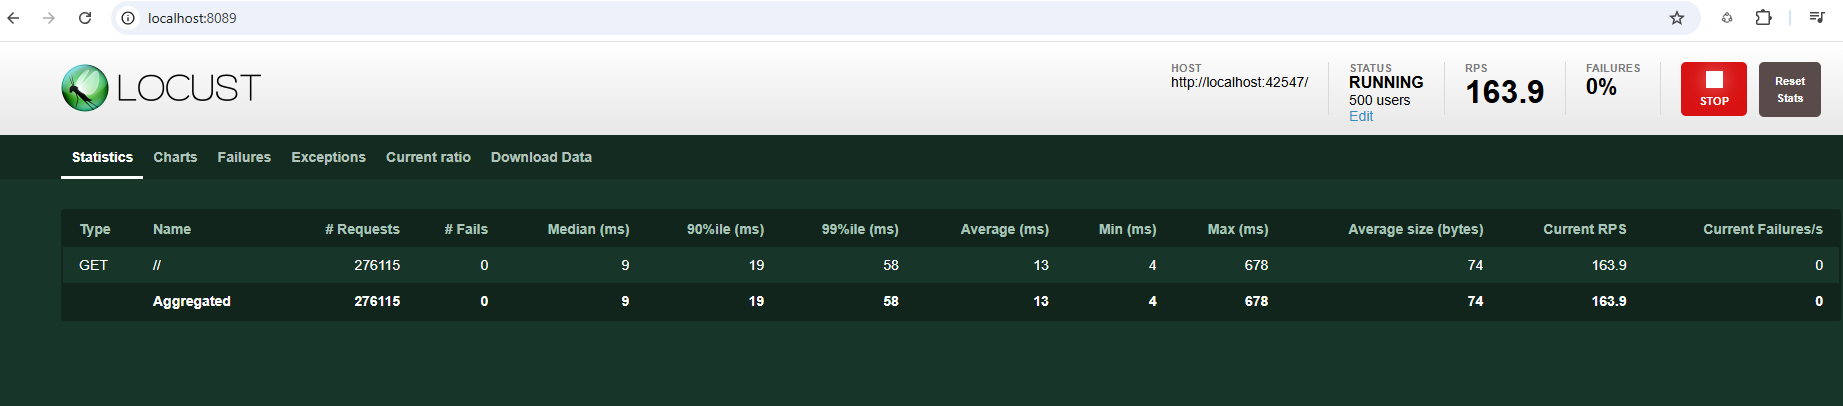 localhost:8089
LOCUST
HOST
http://localhost:42547/
STATUS
RUNNING
500 users
Edit
RPS
163.9
FAILURES
0%
STOP
Reset
Stats
Statistics Charts Failures Exceptions Current ratio Download Data
Type Name # Requests # Fails Median (ms) 90%ile (ms) 99%ile (ms) Average (ms) Min (ms) Max (ms) Average size (bytes) Current RPS Current Failures/s
GET // 276115 0 9 19 58 13 4 678 74 163.9 0
Aggregated 276115 0 9 19 58 13 4 678 74 163.9 0